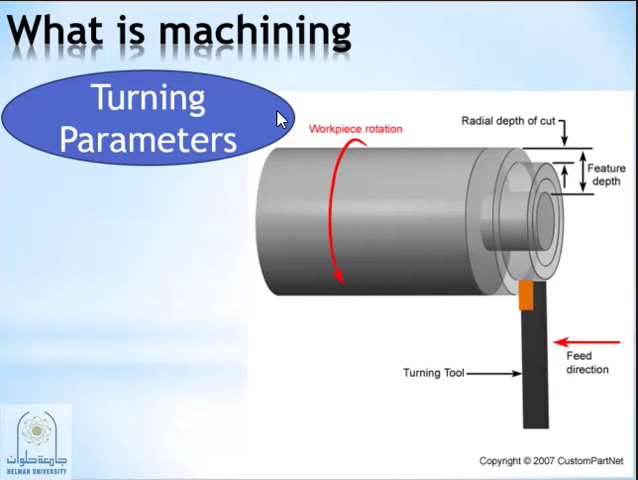 What is machining
Turning
Parameters
Workpiece rotation
Radial depth of cut
Feature
depth
Feed
direction
Turning Tool
جامعة حلوان
HELWAN UNIVERSITY
Copyright © 2007 CustomPartNet